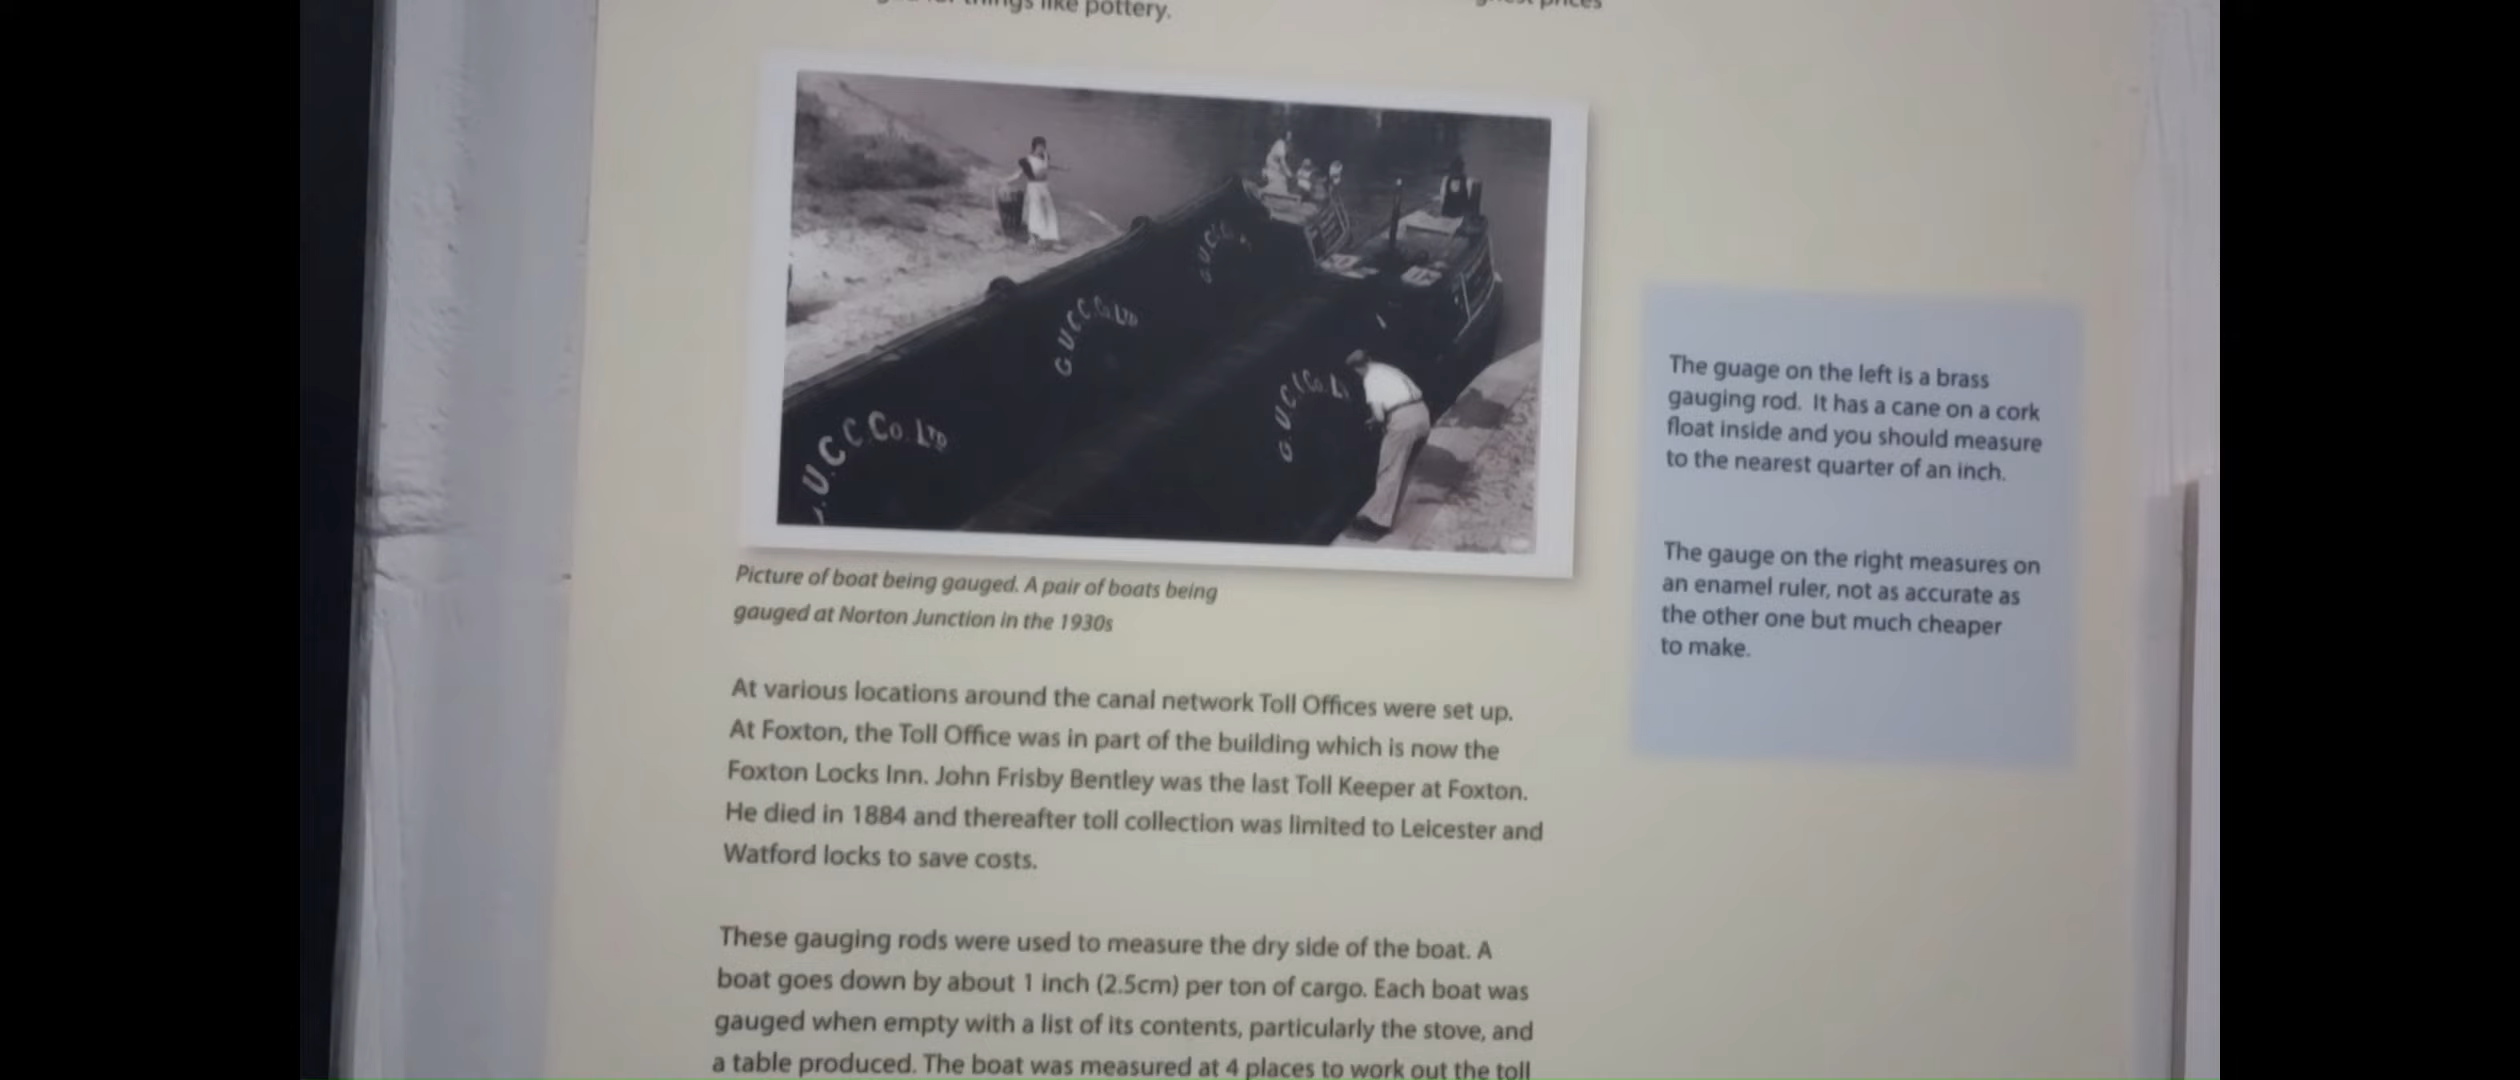 things like pottery.
prices
G.U.C.C.Co. LTD
G.U.C.C.Co. LTD
.U.C.C.Co. LTD
Picture of boat being gauged. A pair of boats being
gauged at Norton Junction in the 1930s
At various locations around the canal network Toll Offices were set up.
At Foxton, the Toll Office was in part of the building which is now the
Foxton Locks Inn. John Frisby Bentley was the last Toll Keeper at Foxton.
He died in 1884 and thereafter toll collection was limited to Leicester and
Watford locks to save costs.
These gauging rods were used to measure the dry side of the boat. A
boat goes down by about 1 inch (2.5cm) per ton of cargo. Each boat was
gauged when empty with a list of its contents, particularly the stove, and
a table produced. The boat was measured at 4 places to work out the toll
The guage on the left is a brass
gauging rod. It has a cane on a cork
float inside and you should measure
to the nearest quarter of an inch.
The gauge on the right measures on
an enamel ruler, not as accurate as
the other one but much cheaper
to make.